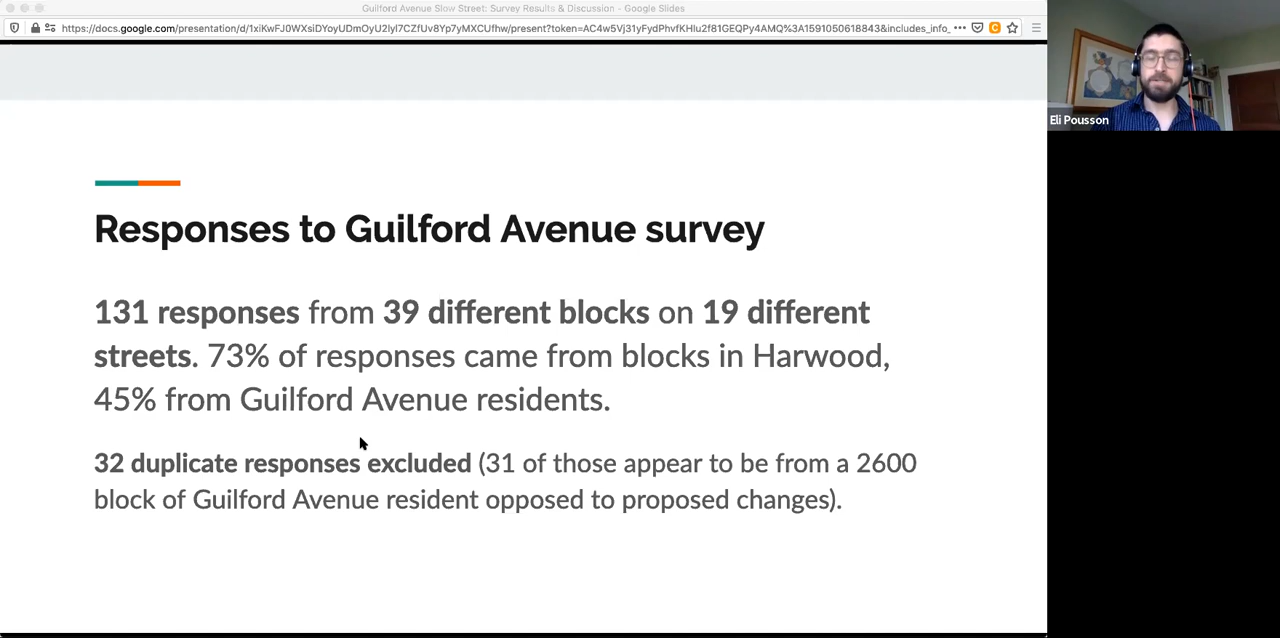 Guilford Avenue Slow Street: Survey Results & Discussion - Google Slides
https://docs.google.com/presentation/d/1xiKwFJ0WXsiDYoyUDmOyU2lyl7CZfUv8Yp7yMXCUfhw/present?token=AC4w5Vj31yFydPhvfKHIu2f81GEQPy4AMQ%3A1591050618843&includes_info_
Eli Pousson
Responses to Guilford Avenue survey
131 responses from 39 different blocks on 19 different
streets. 73% of responses came from blocks in Harwood,
45% from Guilford Avenue residents.
32 duplicate responses excluded (31 of those appear to be from a 2600
block of Guilford Avenue resident opposed to proposed changes).